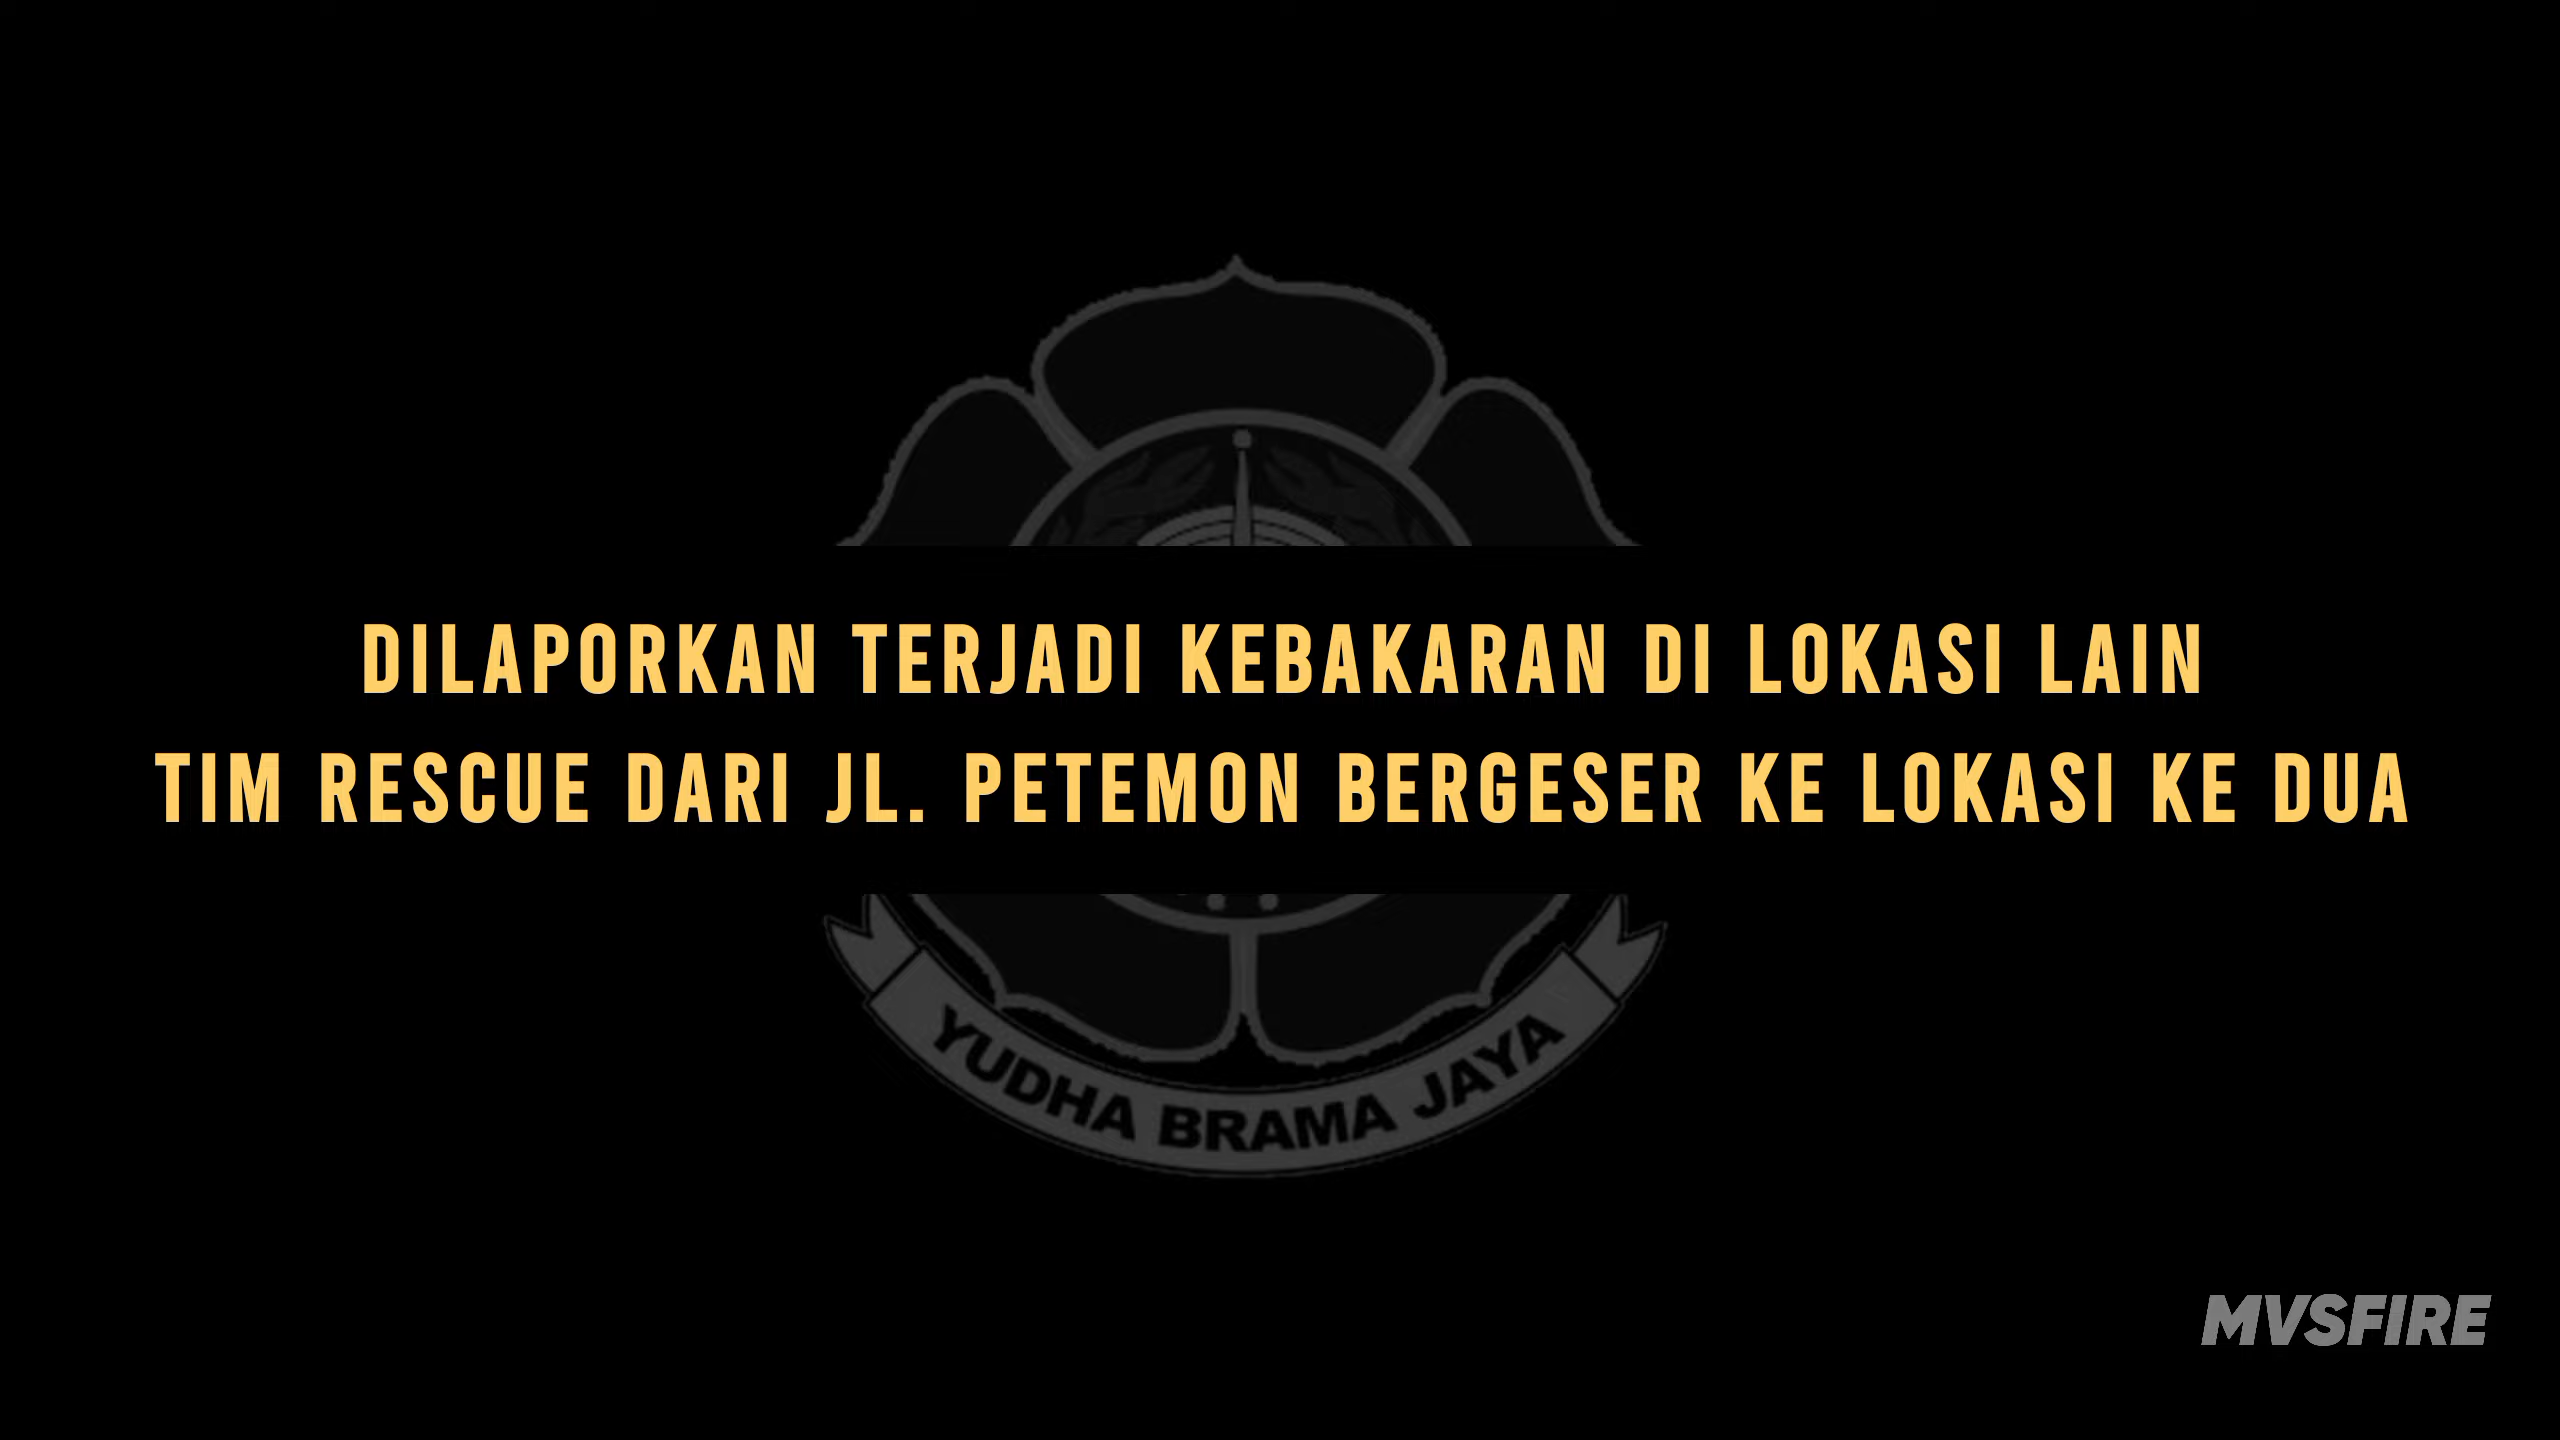 DILAPORKAN TERJADI KEBAKARAN DI LOKASI LAIN
TIM RESCUE DARI JL. PETEMON BERGESER KE LOKASI KE DUA
YUDHA BRAMA JAYA
MVSFIRE